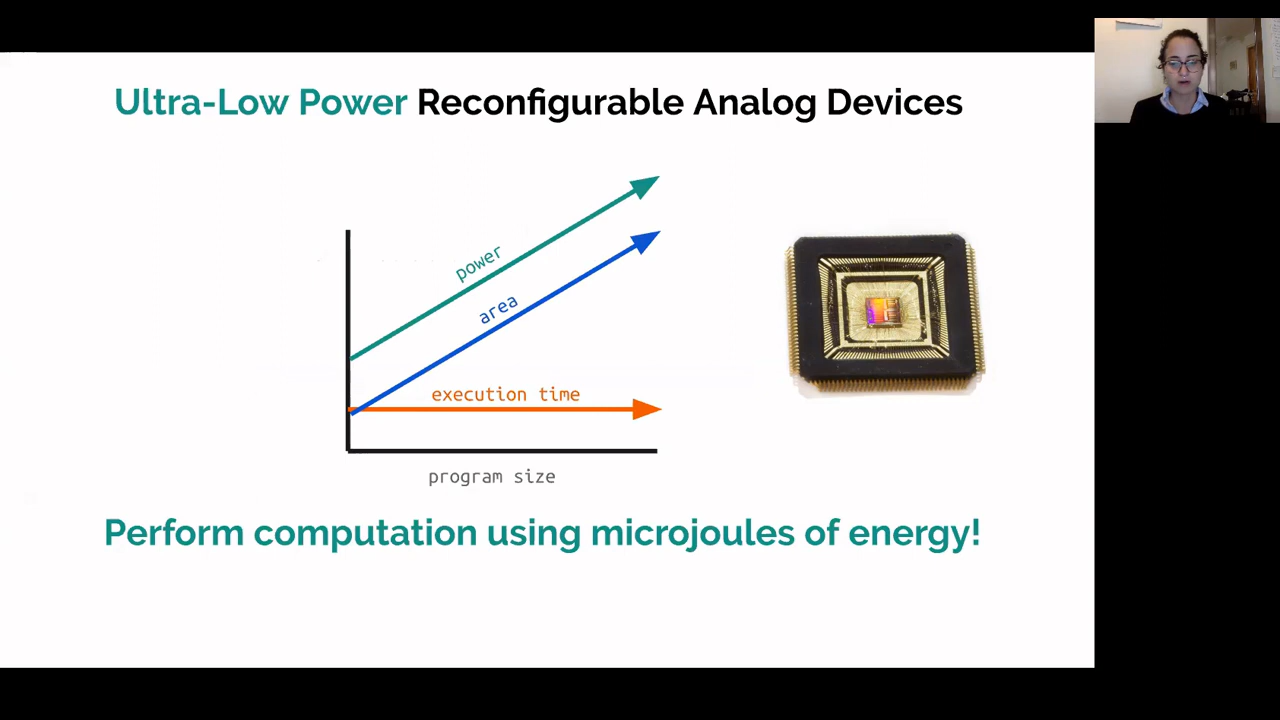 Ultra-Low Power Reconfigurable Analog Devices
power
area
execution time
program size
Perform computation using microjoules of energy!